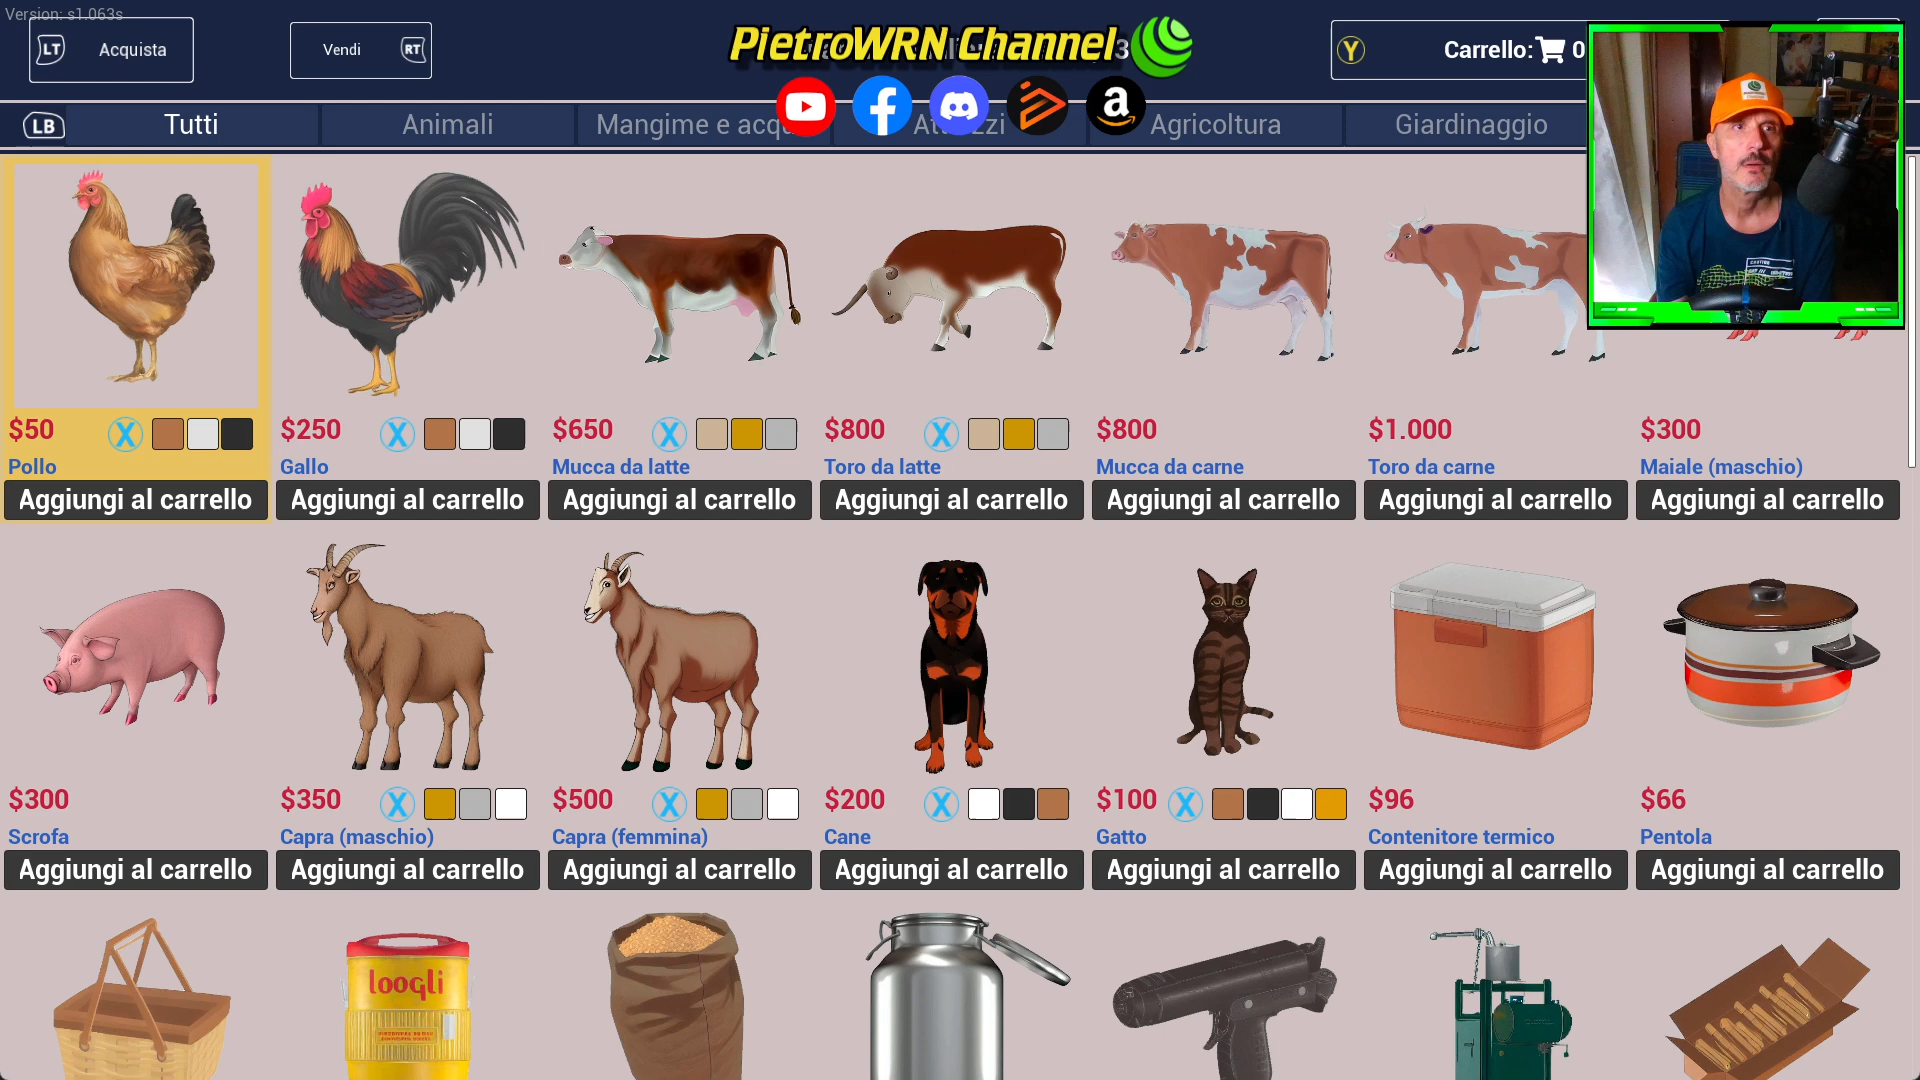 Version: s1.063s
LT Acquista
Vendi RT
PietroWRN Channel
Y Carrello: 0
LB Tutti Animali Mangime e acqu Agricoltura Giardinaggio
$50 X
Pollo
Aggiungi al carrello
$250 X
Gallo
Aggiungi al carrello
$650 X
Mucca da latte
Aggiungi al carrello
$800 X
Toro da latte
Aggiungi al carrello
$800
Mucca da carne
Aggiungi al carrello
$1.000
Toro da carne
Aggiungi al carrello
$300
Maiale (maschio)
Aggiungi al carrello
$300
Scrofa
Aggiungi al carrello
$350 X
Capra (maschio)
Aggiungi al carrello
$500 X
Capra (femmina)
Aggiungi al carrello
$200 X
Cane
Aggiungi al carrello
$100 X
Gatto
Aggiungi al carrello
$96
Contenitore termico
Aggiungi al carrello
$66
Pentola
Aggiungi al carrello
loogli